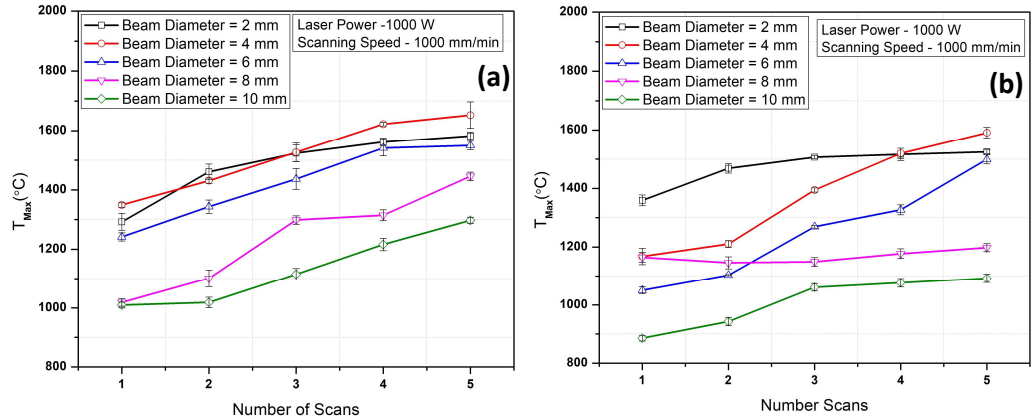 2000
1800
1600
1400
1200
1000
800
T_Max(°C)
Beam Diameter = 2 mm
Beam Diameter = 4 mm
Beam Diameter = 6 mm
Beam Diameter = 8 mm
Beam Diameter = 10 mm
Laser Power -1000 W
Scanning Speed - 1000 mm/min
(a)
1 2 3 4 5
Number of Scans
2000
1800
1600
1400
1200
1000
800
T_Max(°C)
Beam Diameter = 2 mm
Beam Diameter = 4 mm
Beam Diameter = 6 mm
Beam Diameter = 8 mm
Beam Diameter = 10 mm
Laser Power - 1000 W
Scanning Speed - 1000 mm/min
(b)
1 2 3 4 5
Number Scans